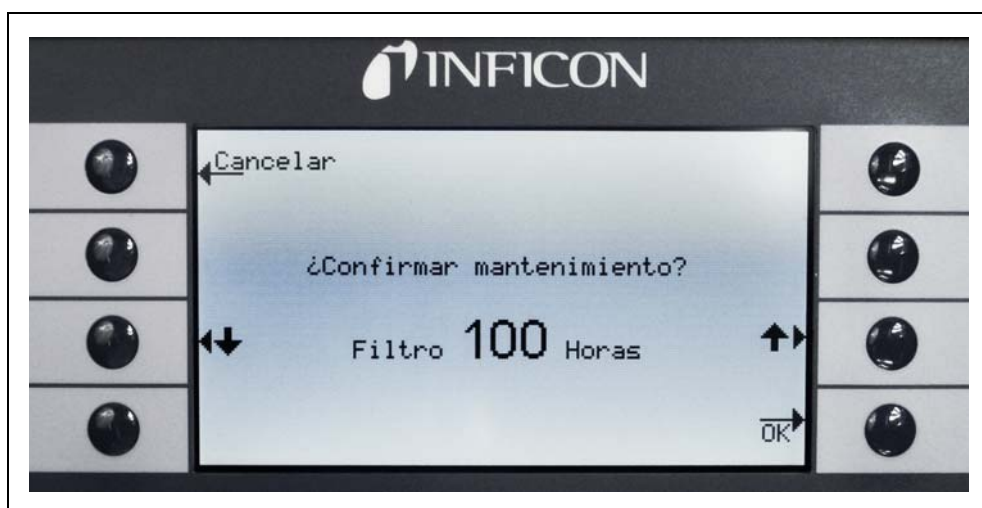 INFICON
Cancelar
¿Confirmar mantenimiento?
Filtro 100 Horas
OK